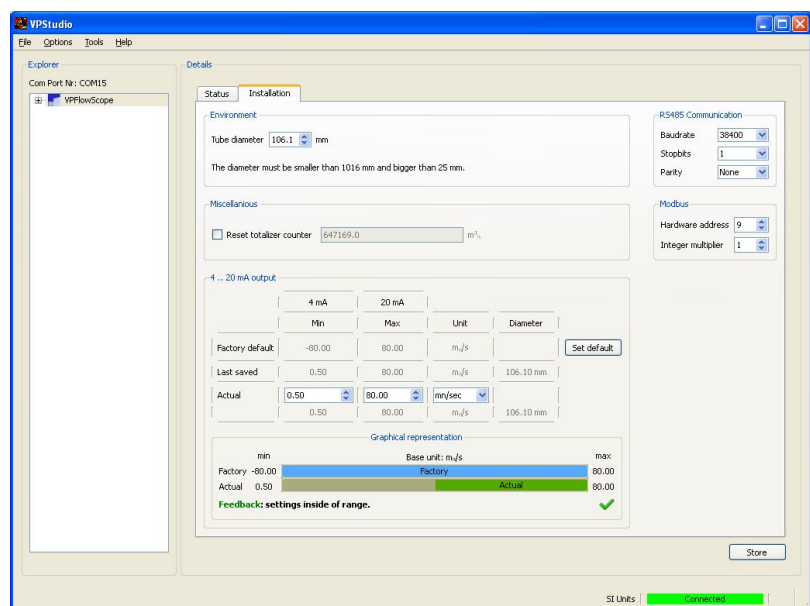 VPStudio
File Options Tools Help
Explorer
Com Port Nr: COM15
VPFlowScope
Details
Status Installation
Environment
Tube diameter 106.1 mm
The diameter must be smaller than 1016 mm and bigger than 25 mm.
RS485 Communication
Baudrate 38400
Stopbits 1
Parity None
Miscellanious
Reset totalizer counter 647169.0 m³ₙ
Modbus
Hardware address 9
Integer multiplier 1
4 ... 20 mA output
4 mA 20 mA
Min Max Unit Diameter
Factory default -80.00 80.00 mₙ/s Set default
Last saved 0.50 80.00 mₙ/s 106.10 mm
Actual 0.50 80.00 mn/sec
0.50 80.00 mₙ/s 106.10 mm
Graphical representation
min Base unit: mₙ/s max
Factory -80.00 Factory 80.00
Actual 0.50 Actual 80.00
Feedback: settings inside of range.
Store
SI Units Connected